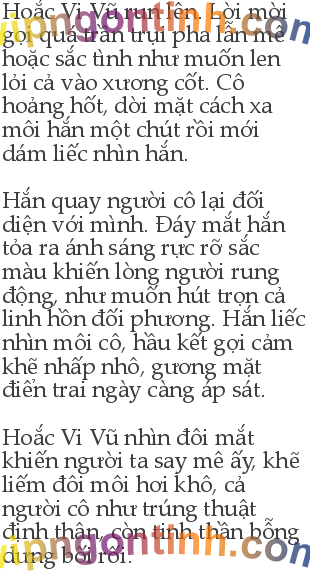 Hoắc Vi Vũ run lên. Lời mời
gọi quá trần trụi pha lẫn mê
hoặc sắc tình như muốn len
lỏi cả vào xương cốt. Cô
hoảng hốt, dời mặt cách xa
môi hắn một chút rồi mới
dám liếc nhìn hắn.
Hắn quay người cô lại đối
diện với mình. Đáy mắt hắn
tỏa ra ánh sáng rực rỡ sắc
màu khiến lòng người rung
động, như muốn hút trọn cả
linh hồn đối phương. Hắn liếc
nhìn môi cô, hầu kết gợi cảm
khẽ nhấp nhô, gương mặt
điển trai ngày càng áp sát.
Hoắc Vi Vũ nhìn đôi mắt
khiến người ta say mê ấy, khẽ
liếm đôi môi hơi khô, cả
người cô như trúng thuật
định thân, còn tinh thần bỗng
dưng bối rối.
vipngontinh.com